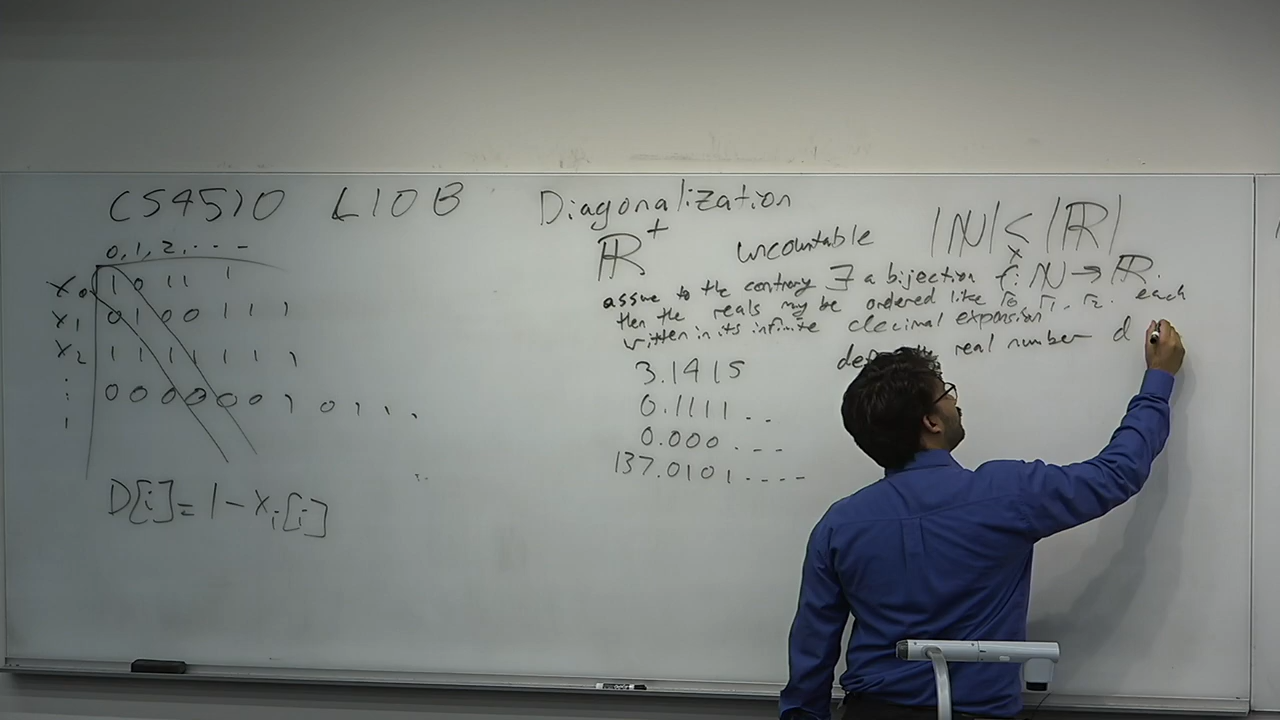 CS4510 L10B Diagonalization
0,1,2,...
x0 1 0 1 1 1
x1 0 1 0 0 1 1 1
x2 1 1 1 1 1 1 1
0 0 0 0 0 0 1 0 1 1 . .
D[i] = 1 - x_i[i]
ℝ+ uncountable |ℕ| < |ℝ|
assume to the contrary ∃ a bijection f: ℕ → ℝ.
then the reals may be ordered like r0, r1, r2. each
written in its infinite decimal expansion
3.1415
0.1111..
0.000...
137.0101....
real number d